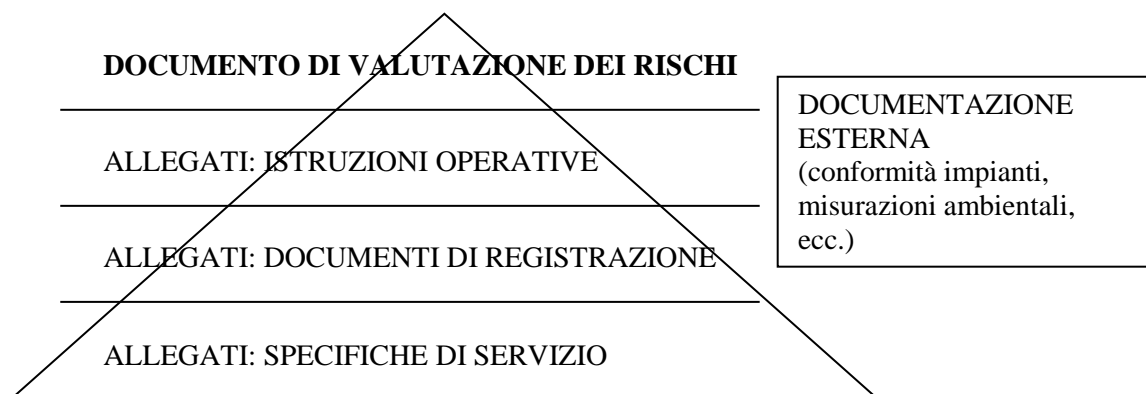 DOCUMENTO DI VALUTAZIONE DEI RISCHI
ALLEGATI: ISTRUZIONI OPERATIVE
ALLEGATI: DOCUMENTI DI REGISTRAZIONE
ALLEGATI: SPECIFICHE DI SERVIZIO
DOCUMENTAZIONE
ESTERNA
(conformità impianti,
misurazioni ambientali,
ecc.)